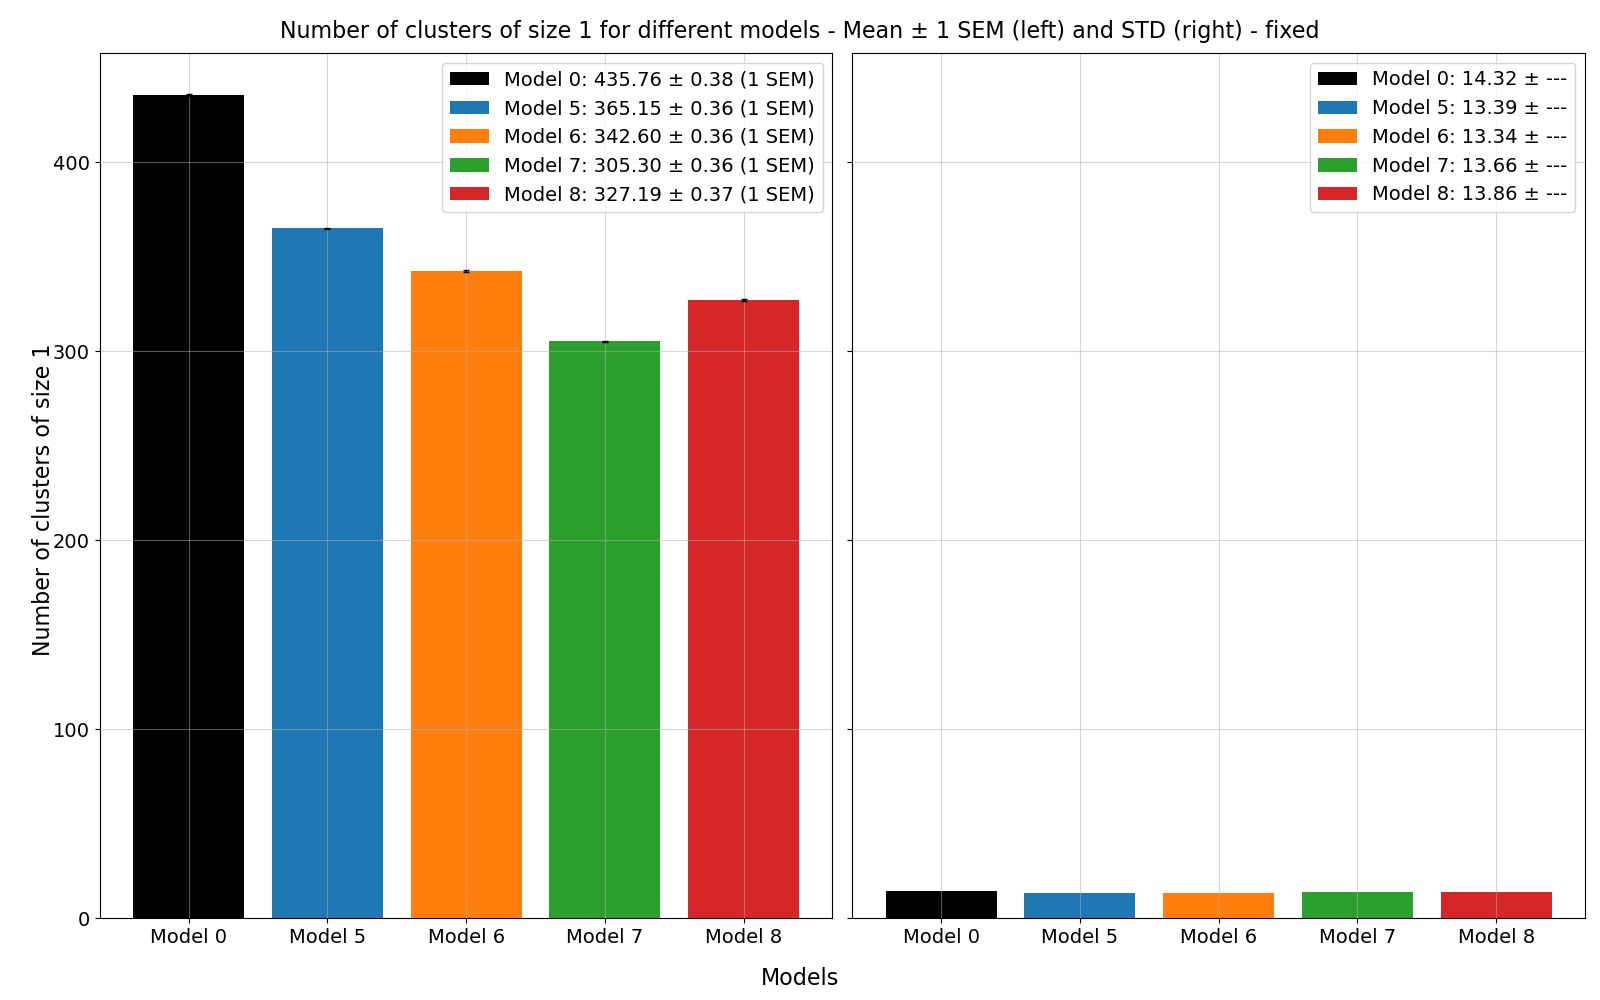 Number of clusters of size 1 for different models - Mean ± 1 SEM (left) and STD (right) - fixed
Number of clusters of size 1
400
300
200
100
0
Model 0: 435.76 ± 0.38 (1 SEM)
Model 5: 365.15 ± 0.36 (1 SEM)
Model 6: 342.60 ± 0.36 (1 SEM)
Model 7: 305.30 ± 0.36 (1 SEM)
Model 8: 327.19 ± 0.37 (1 SEM)
Model 0 Model 5 Model 6 Model 7 Model 8
Model 0: 14.32 ± ---
Model 5: 13.39 ± ---
Model 6: 13.34 ± ---
Model 7: 13.66 ± ---
Model 8: 13.86 ± ---
Model 0 Model 5 Model 6 Model 7 Model 8
Models